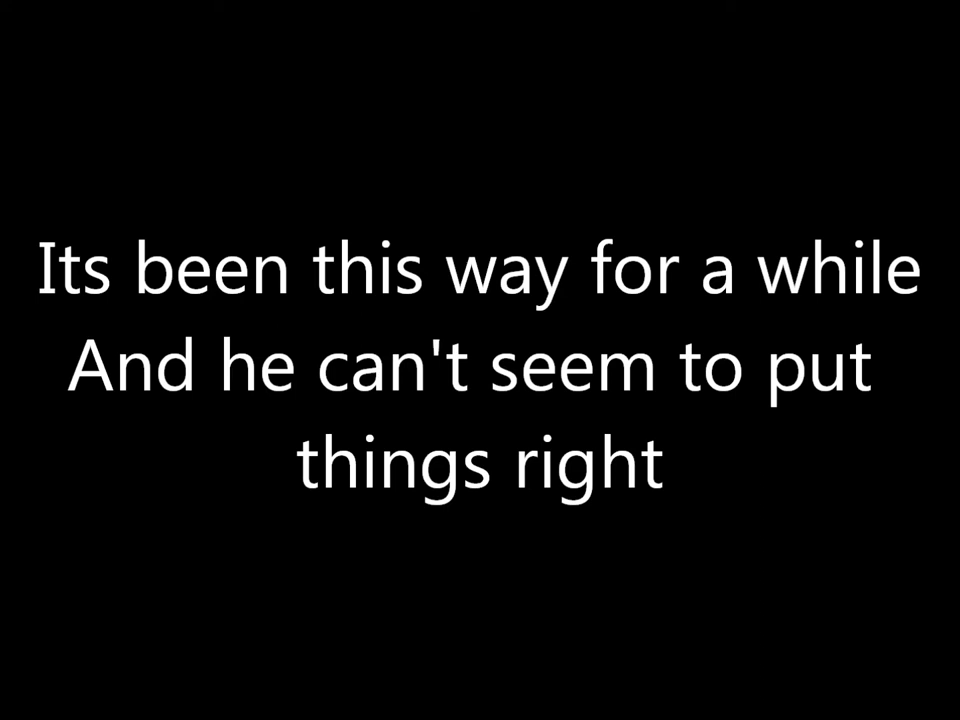 Its been this way for a while
And he can't seem to put
things right